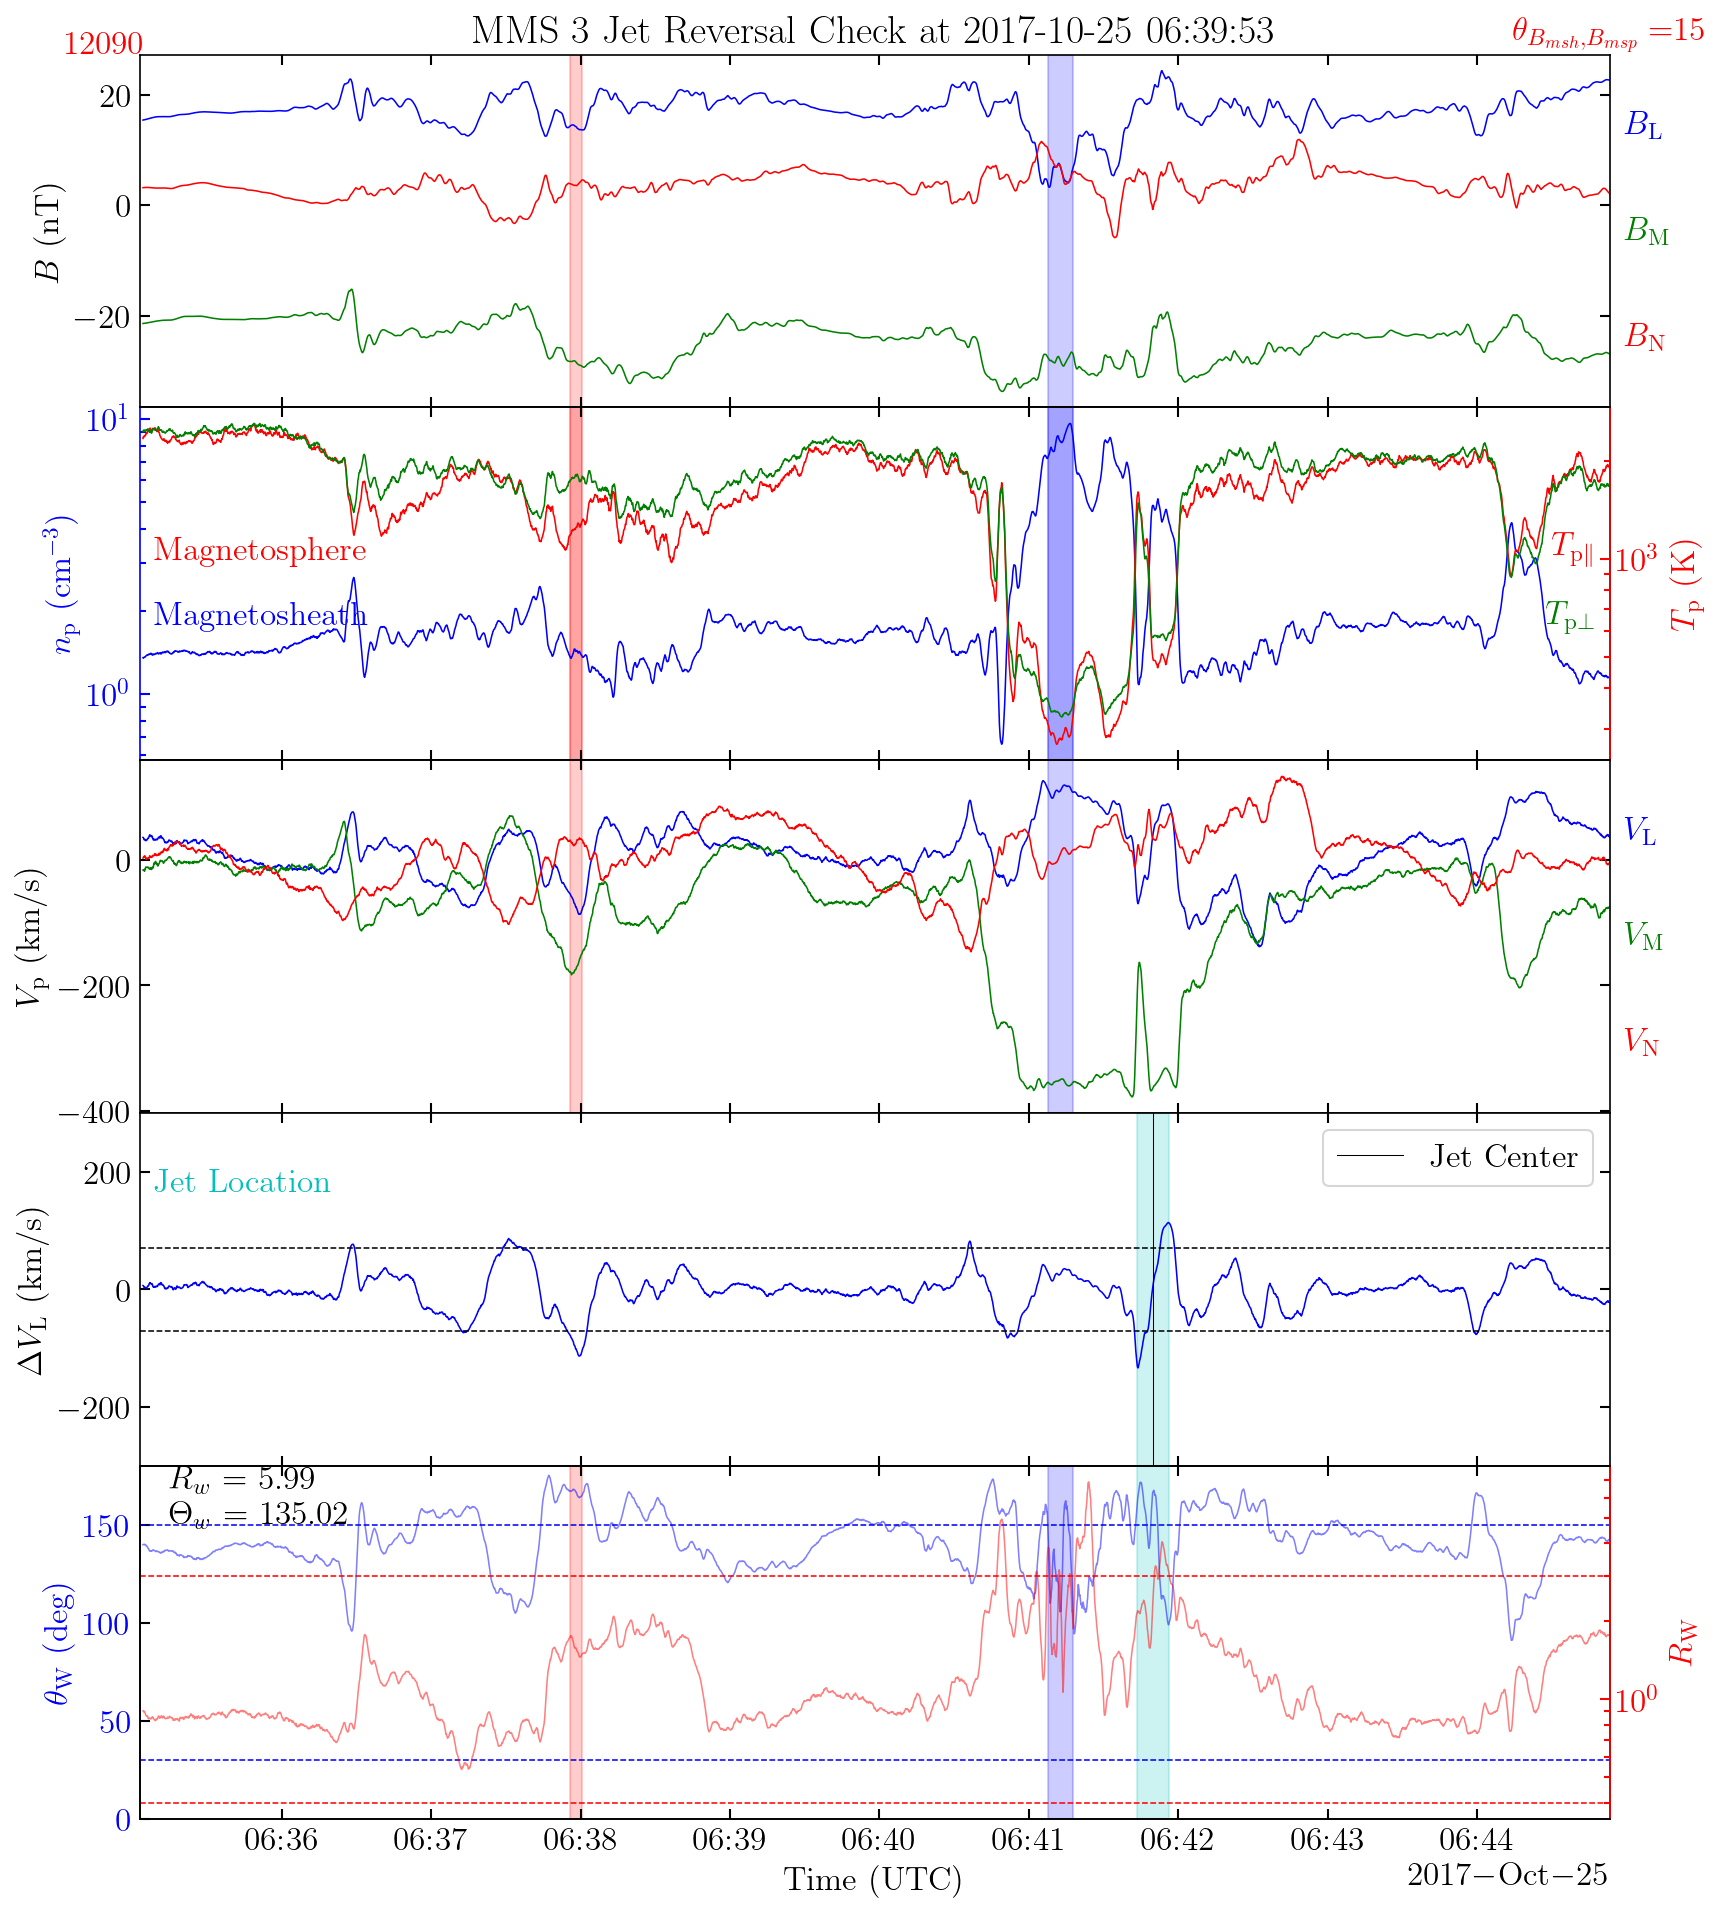 MMS 3 Jet Reversal Check at 2017-10-25 06:39:53
12090
θ_{B_{msh},B_{msp}} =15
20
0
−20
B (nT)
B_L
B_M
B_N
10^1
10^0
n_p (cm^{−3})
Magnetosphere
Magnetosheath
T_{p∥}
T_{p⊥}
10^3
T_p (K)
0
−200
−400
V_p (km/s)
V_L
V_M
V_N
Jet Location
Jet Center
200
0
−200
ΔV_L (km/s)
R_w = 5.99
Θ_w = 135.02
150
100
50
0
θ_W (deg)
10^0
R_W
06:36 06:37 06:38 06:39 06:40 06:41 06:42 06:43 06:44
Time (UTC)
2017−Oct−25